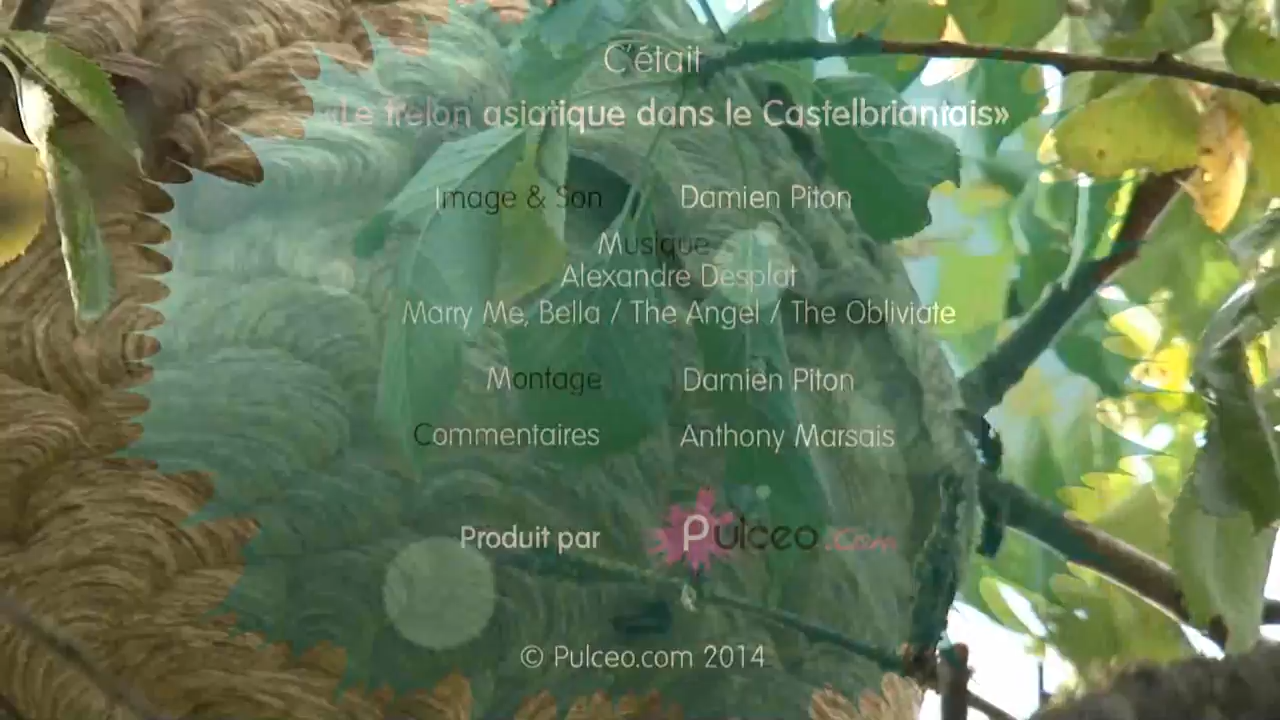 C'était
«Le frelon asiatique dans le Castelbriantais»
Image & Son Damien Piton
Musique
Alexandre Desplat
Marry Me, Bella / The Angel / The Obliviate
Montage Damien Piton
Commentaires Anthony Marsais
Produit par Pulceo.com
© Pulceo.com 2014